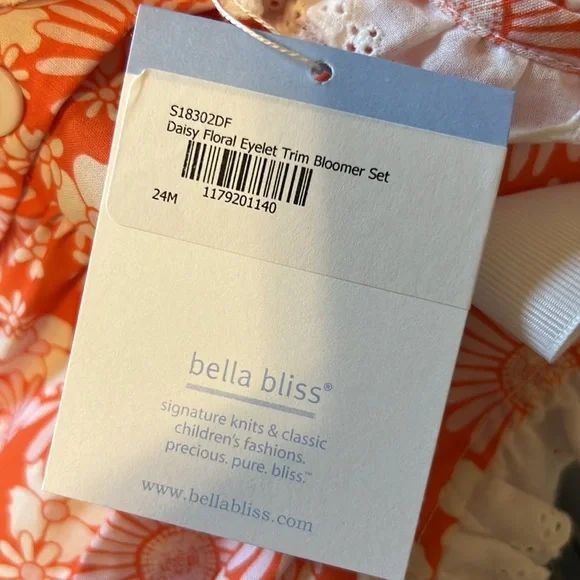 S18302DF
Daisy Floral Eyelet Trim Bloomer Set
24M 1179201140
bella bliss®
signature knits & classic
children's fashions.
precious. pure. bliss.™
www.bellabliss.com